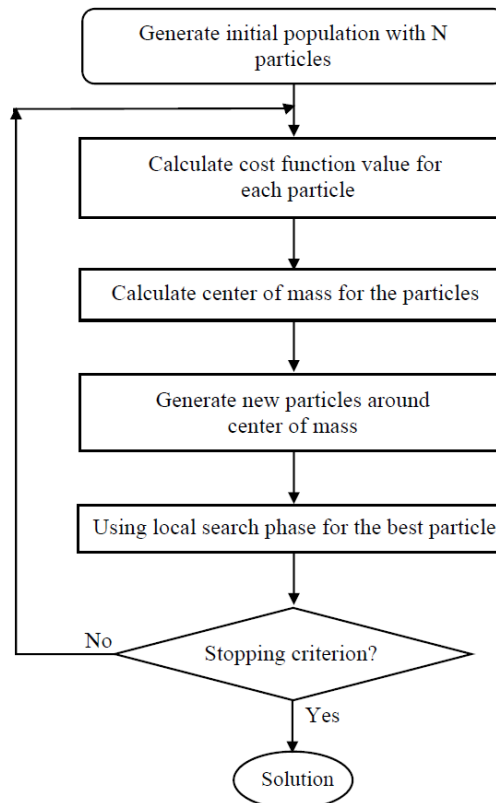 Generate initial population with N
particles
Calculate cost function value for
each particle
Calculate center of mass for the particles
Generate new particles around
center of mass
Using local search phase for the best particle
No
Stopping criterion?
Yes
Solution